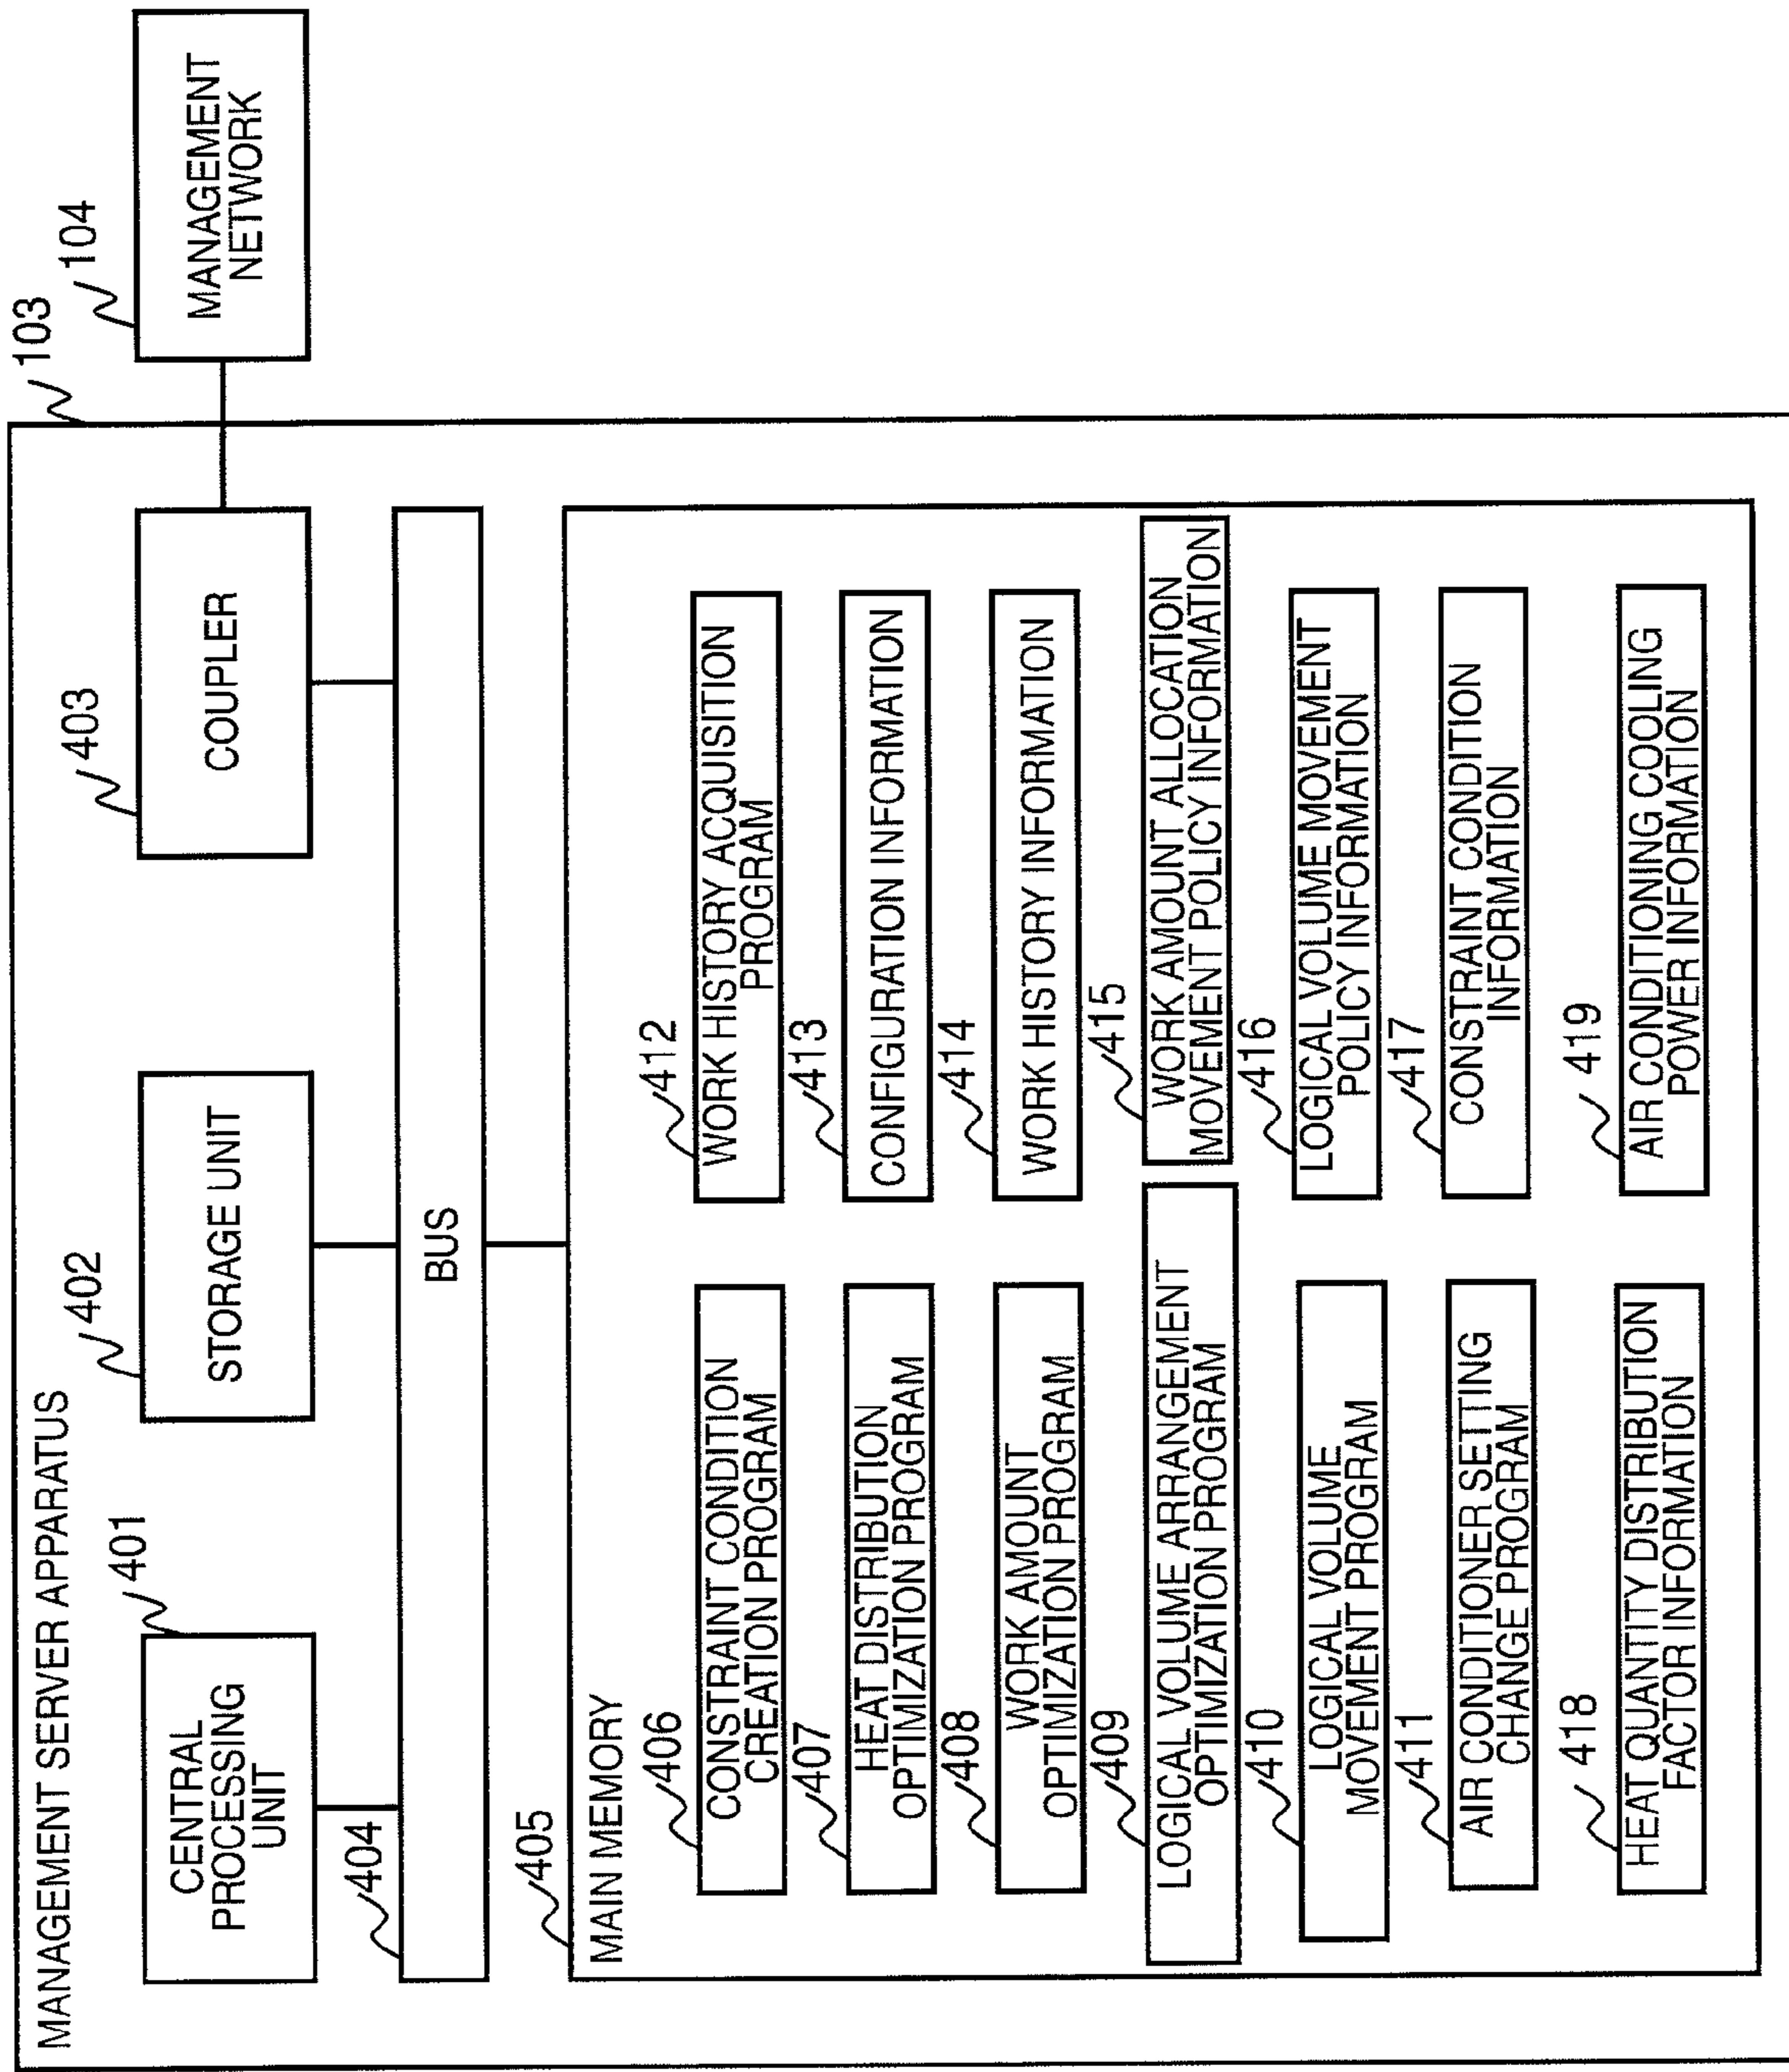 103
104
MANAGEMENT SERVER APPARATUS
401
402
403
CENTRAL
PROCESSING
UNIT
STORAGE UNIT
COUPLER
MANAGEMENT
NETWORK
404
BUS
405
MAIN MEMORY
406
CONSTRAINT CONDITION
CREATION PROGRAM
407
HEAT DISTRIBUTION
OPTIMIZATION PROGRAM
408
WORK AMOUNT
OPTIMIZATION PROGRAM
409
LOGICAL VOLUME ARRANGEMENT
OPTIMIZATION PROGRAM
410
LOGICAL VOLUME
MOVEMENT PROGRAM
411
AIR CONDITIONER SETTING
CHANGE PROGRAM
418
HEAT QUANTITY DISTRIBUTION
FACTOR INFORMATION
412
WORK HISTORY ACQUISITION
PROGRAM
413
CONFIGURATION INFORMATION
414
WORK HISTORY INFORMATION
415
WORK AMOUNT ALLOCATION
MOVEMENT POLICY INFORMATION
416
LOGICAL VOLUME MOVEMENT
POLICY INFORMATION
417
CONSTRAINT CONDITION
INFORMATION
419
AIR CONDITIONING COOLING
POWER INFORMATION